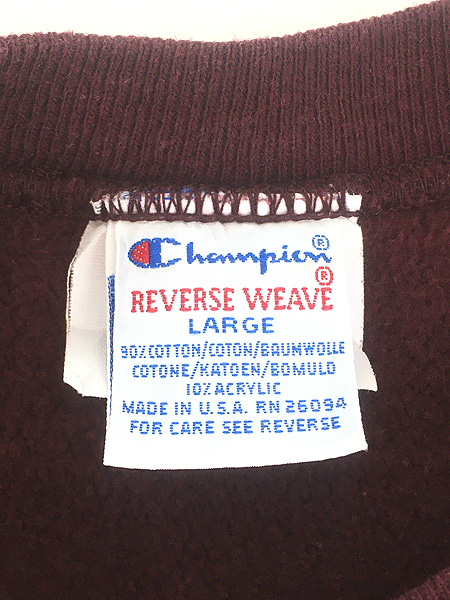 Champion®
REVERSE WEAVE®
LARGE
90% COTTON/COTON/BAUMWOLLE
COTONE/KATOEN/BOMULD
10% ACRYLIC
MADE IN U.S.A. RN 26094
FOR CARE SEE REVERSE